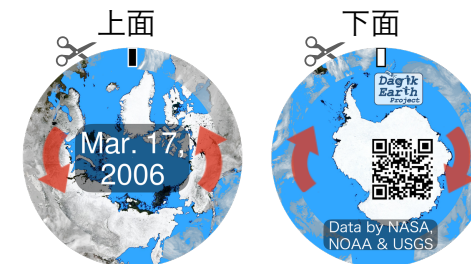 上面
下面
Mar. 17,
2006
Dagik
Earth
Project
Data by NASA,
NOAA & USGS